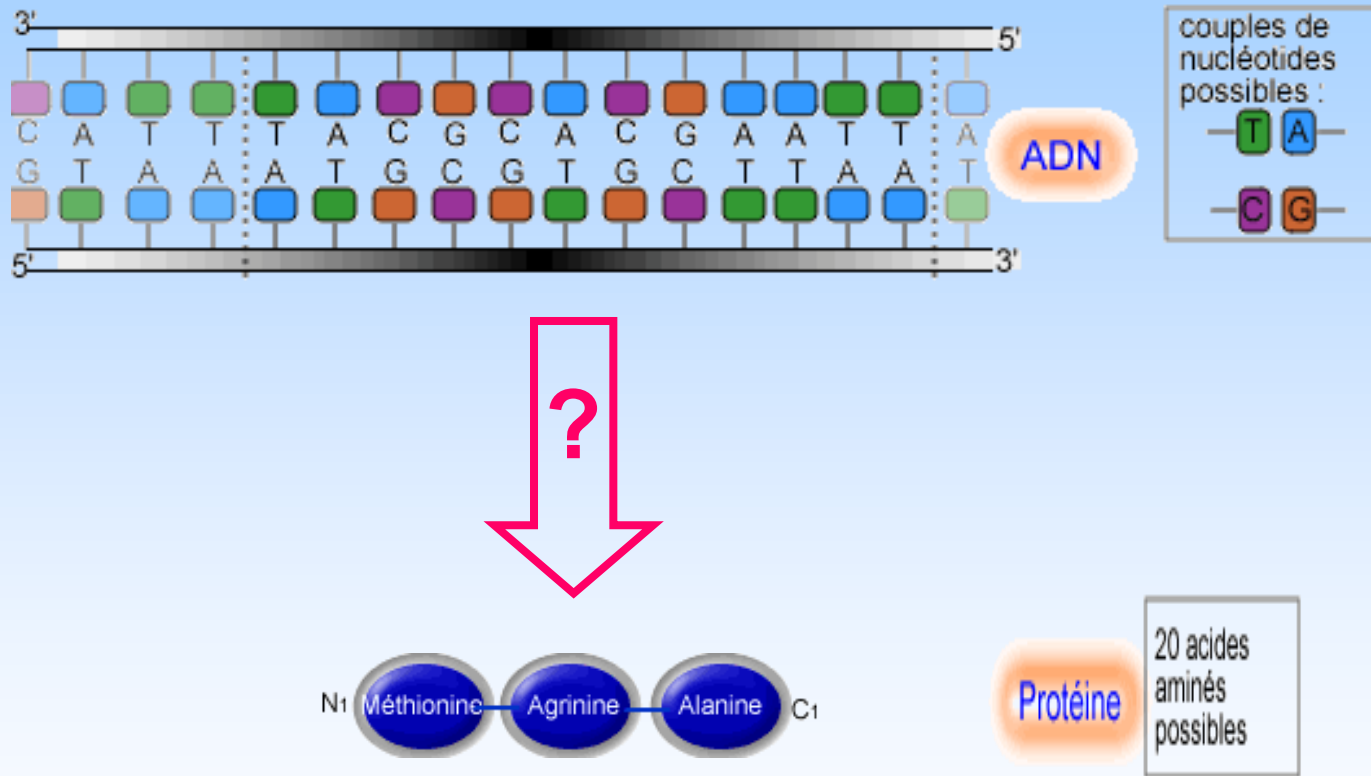 3' 5'
C A T T T A C G C A C G A A T T A
G T A A A T G C G T G C T T A A T
5' 3'
ADN
couples de
nucléotides
possibles :
T A
C G
?
N1 Méthionine Agrinine Alanine C1
Protéine
20 acides
aminés
possibles